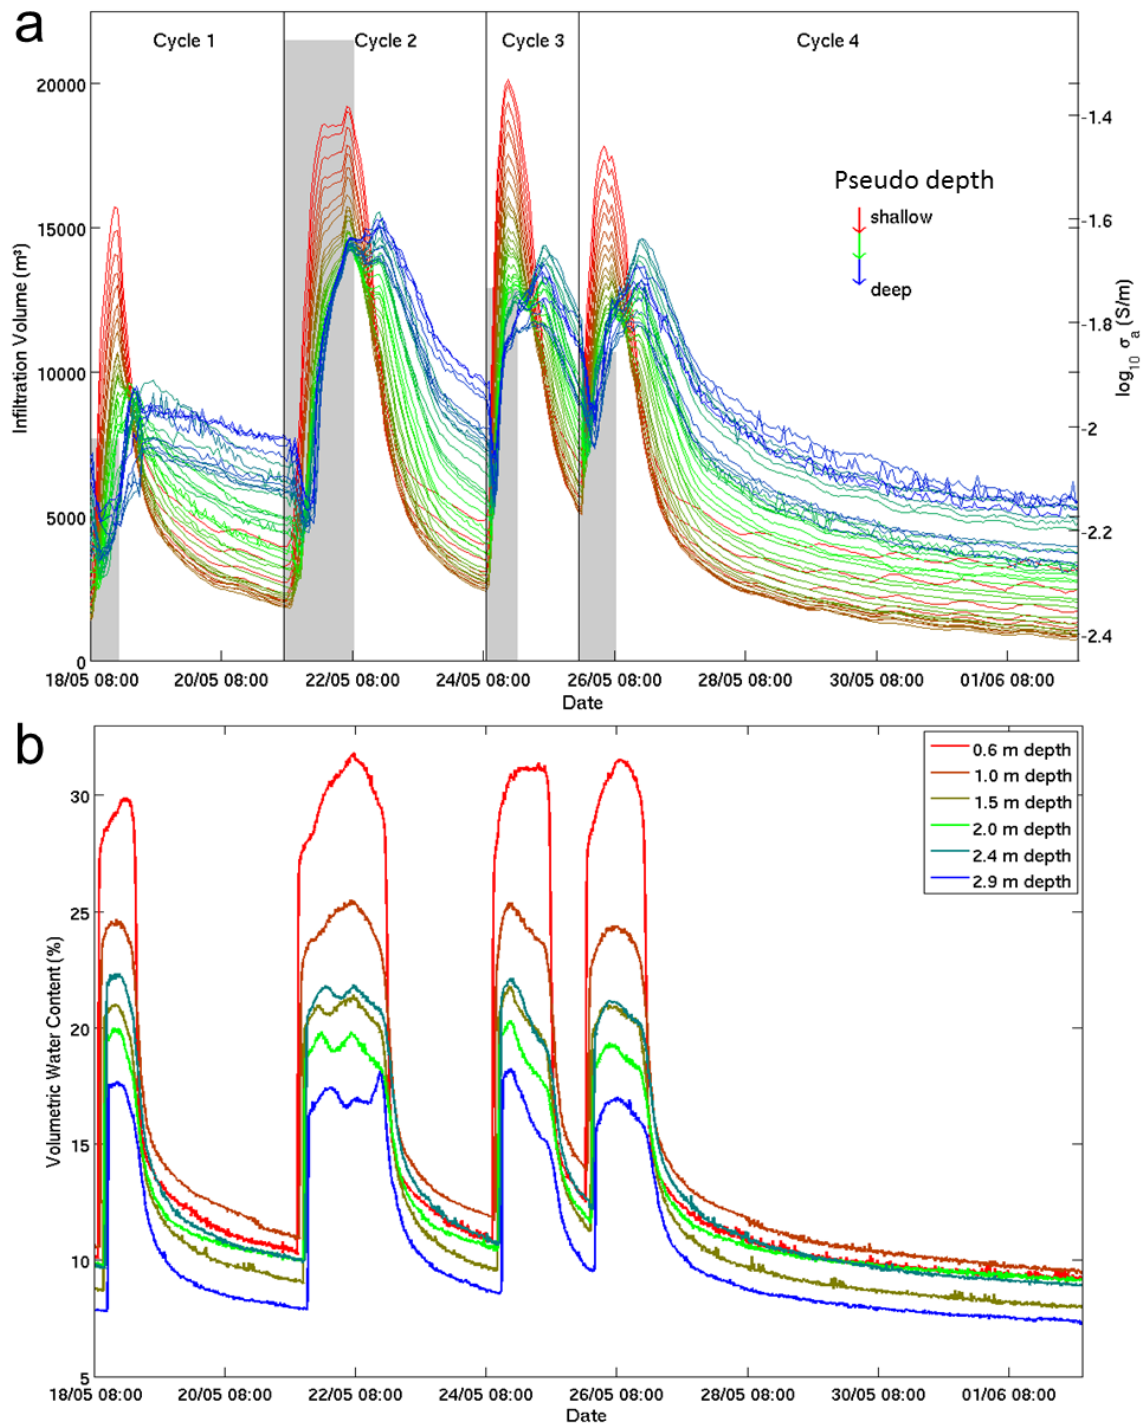 a
Cycle 1
Cycle 2
Cycle 3
Cycle 4
20000
15000
10000
5000
0
Infiltration Volume (m³)
-1.4
-1.6
-1.8
-2
-2.2
-2.4
log10 σa (S/m)
Pseudo depth
shallow
deep
18/05 08:00
20/05 08:00
22/05 08:00
24/05 08:00
26/05 08:00
28/05 08:00
30/05 08:00
01/06 08:00
Date
b
30
25
20
15
10
5
Volumetric Water Content (%)
0.6 m depth
1.0 m depth
1.5 m depth
2.0 m depth
2.4 m depth
2.9 m depth
18/05 08:00
20/05 08:00
22/05 08:00
24/05 08:00
26/05 08:00
28/05 08:00
30/05 08:00
01/06 08:00
Date